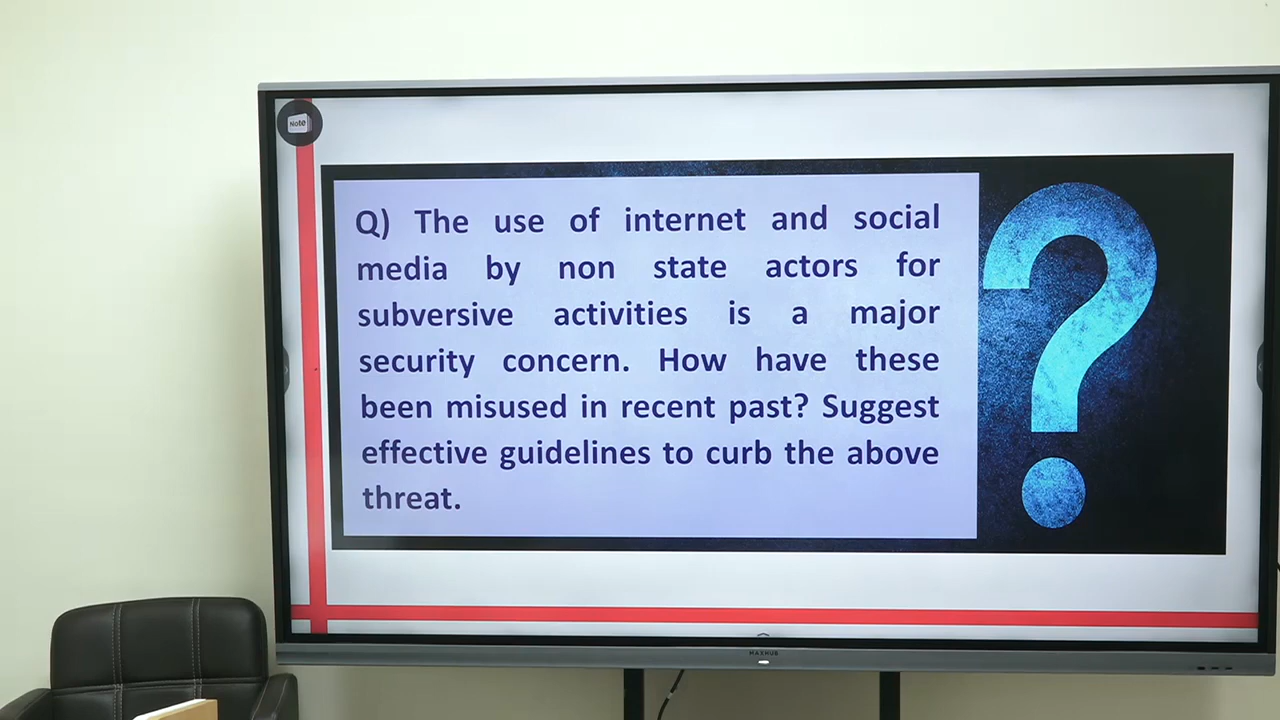 Note
Q) The use of internet and social
media by non state actors for
subversive activities is a major
security concern. How have these
been misused in recent past? Suggest
effective guidelines to curb the above
threat.
?
MAXHUB